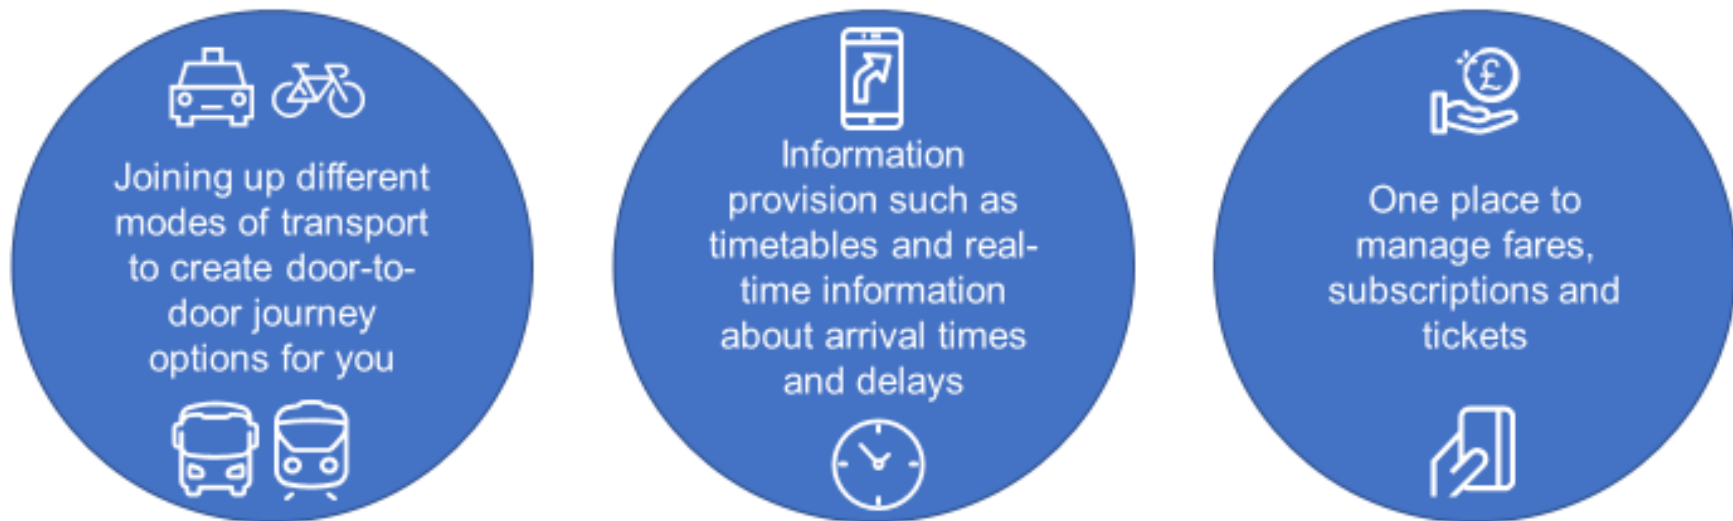 Joining up different
modes of transport
to create door-to-
door journey
options for you
Information
provision such as
timetables and real-
time information
about arrival times
and delays
£
One place to
manage fares,
subscriptions and
tickets